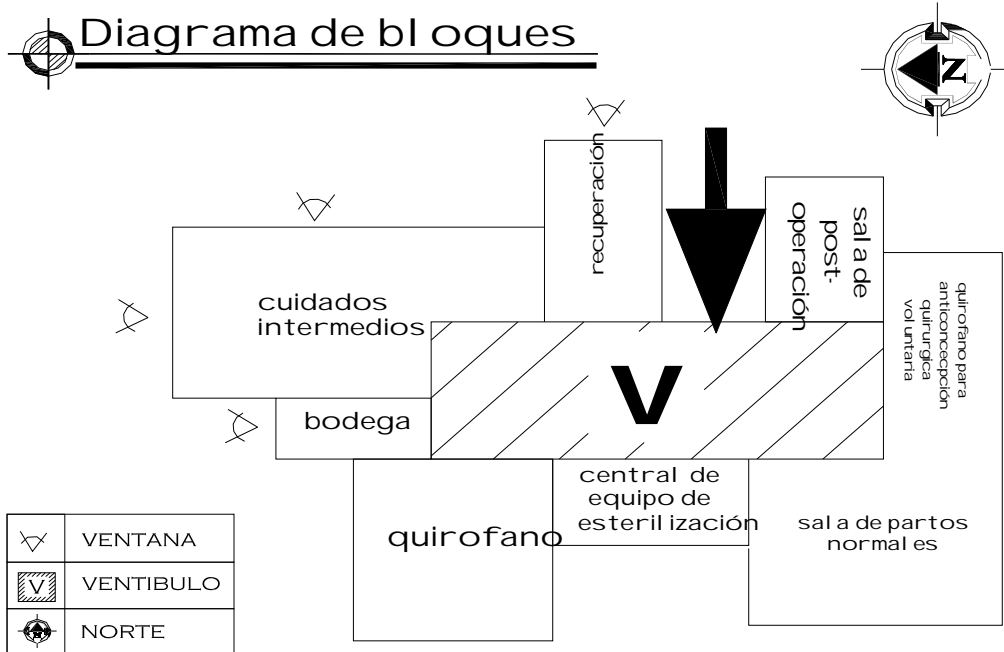 Diagrama de bloques
N
recuperación
sala de
post-
operación
quirofano para
anticoncecpción
quirurgica
voluntaria
cuidados
intermedios
V
bodega
central de
equipo de
esterilización
quirofano
sala de partos
normales
VENTANA
V
VENTIBULO
NORTE